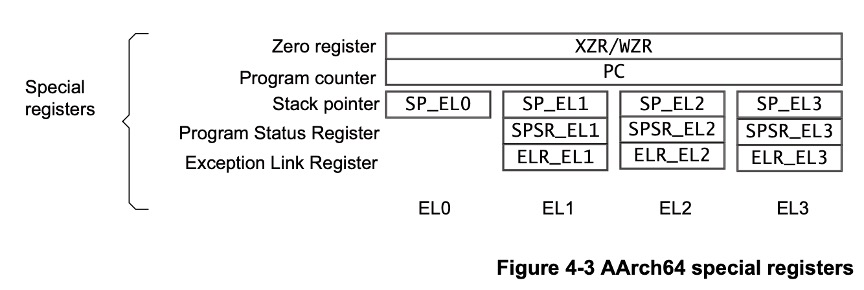 Zero register XZR/WZR
Program counter PC
Special registers
Stack pointer SP_EL0 SP_EL1 SP_EL2 SP_EL3
Program Status Register SPSR_EL1 SPSR_EL2 SPSR_EL3
Exception Link Register ELR_EL1 ELR_EL2 ELR_EL3
EL0 EL1 EL2 EL3
Figure 4-3 AArch64 special registers